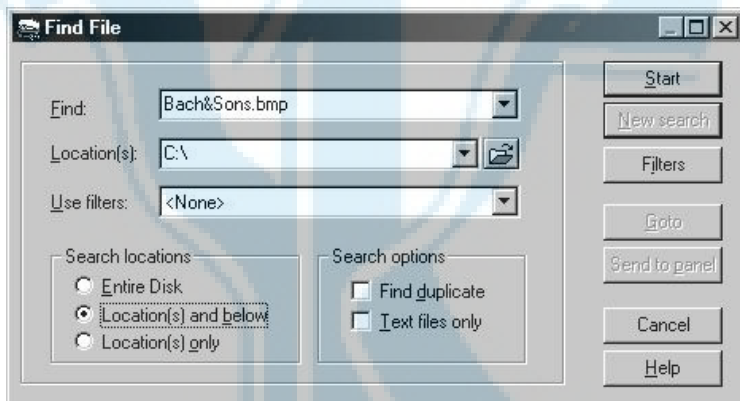 Find File
Find: Bach&Sons.bmp
Location(s): C:\
Use filters: <None>
Search locations
Entire Disk
Location(s) and below
Location(s) only
Search options
Find duplicate
Text files only
Start
New search
Filters
Goto
Send to panel
Cancel
Help